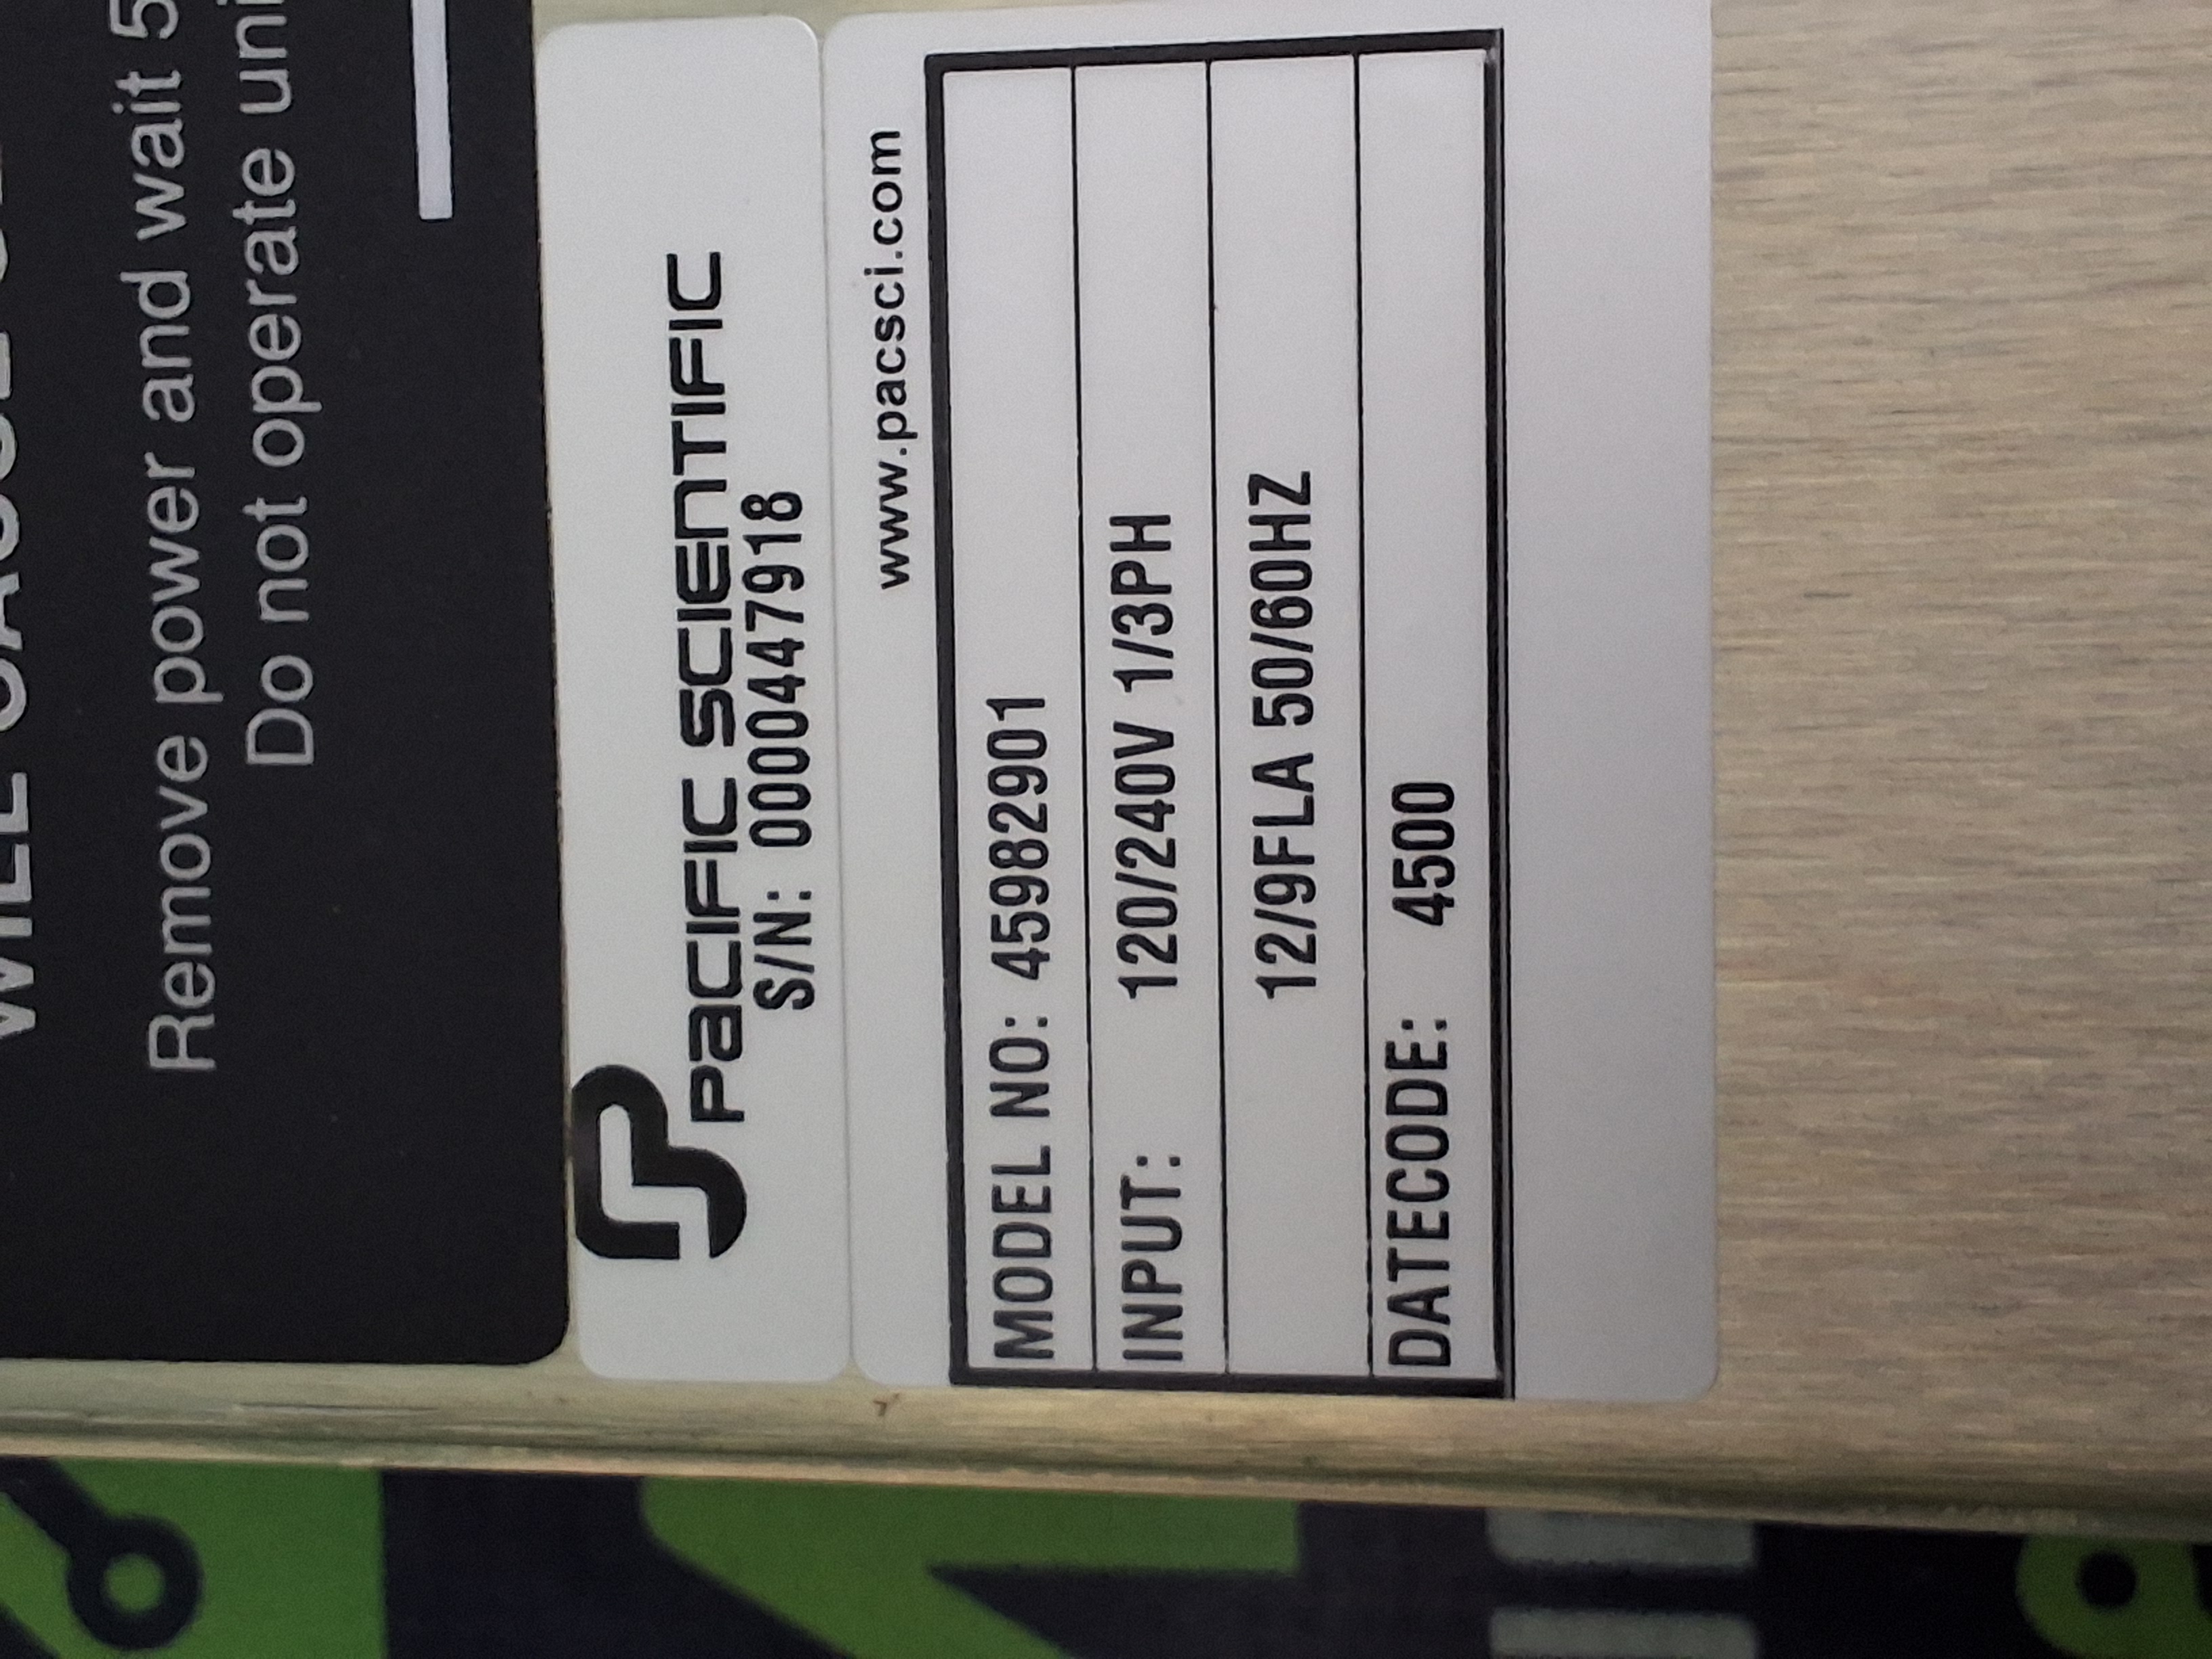 Remove power and wait 5
Do not operate uni
PACIFIC SCIENTIFIC
S/N: 0000447918
www.pacsci.com
MODEL NO: 45982901
INPUT: 120/240V 1/3PH
12/9FLA 50/60HZ
DATECODE: 4500